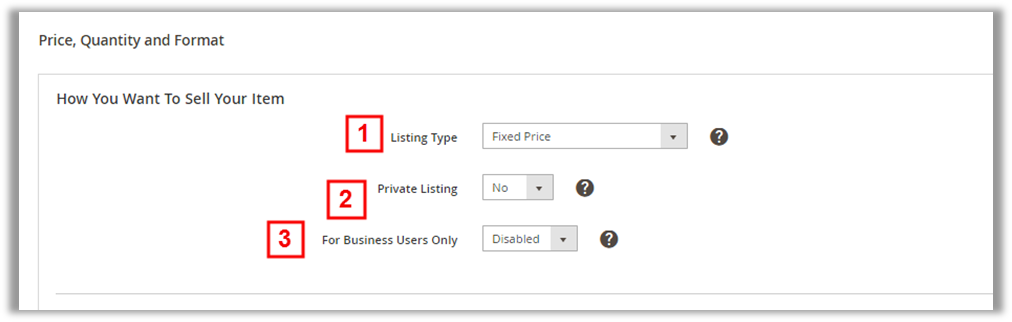 Price, Quantity and Format
How You Want To Sell Your Item
1 Listing Type Fixed Price ?
2 Private Listing No ?
3 For Business Users Only Disabled ?